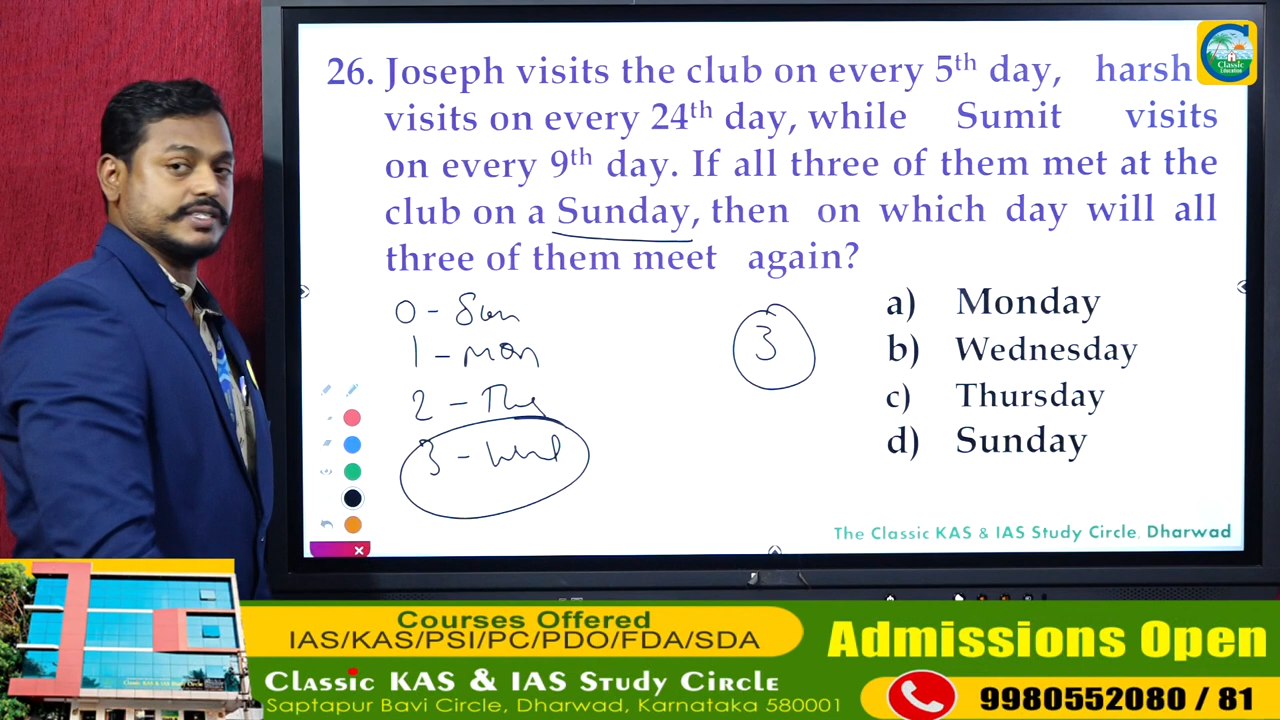 26. Joseph visits the club on every 5th day, harsh
visits on every 24th day, while Sumit visits
on every 9th day. If all three of them met at the
club on a Sunday, then on which day will all
three of them meet again?
0 - Sun
1 - mon
2 - Thu
3 - Wed
3
a) Monday
b) Wednesday
c) Thursday
d) Sunday
Classic
Education
The Classic KAS & IAS Study Circle, Dharwad
Courses Offered
IAS/KAS/PSI/PC/PDO/FDA/SDA
Classic KAS & IAS Study Circle
Saptapur Bavi Circle, Dharwad, Karnataka 580001
Admissions Open
9980552080 / 81